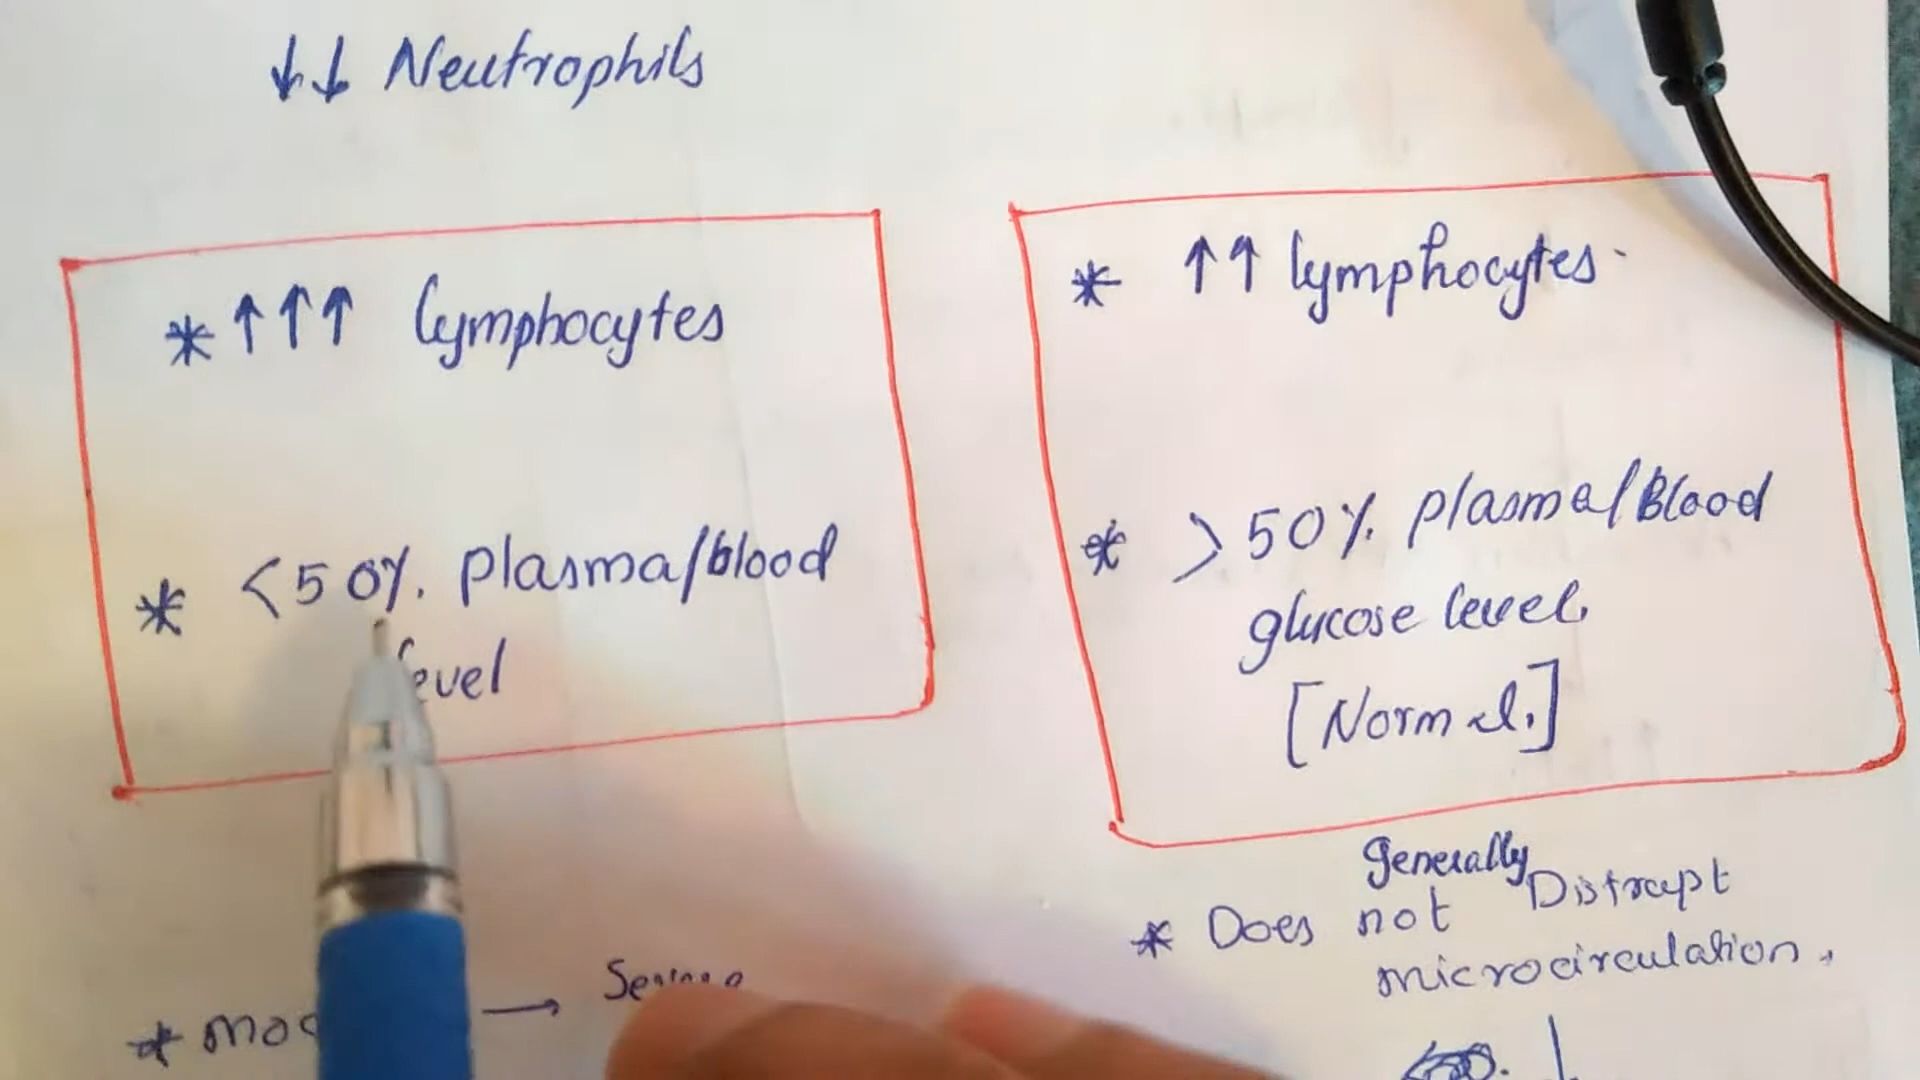 ↓↓ Neutrophils
* ↑↑↑ lymphocytes
* <50%. plasma/blood
level
* ↑↑ lymphocytes.
* >50%. plasma/Blood
glucose level.
[Normal.]
generally
* Does not Distrupt
microcirculation.
*
→